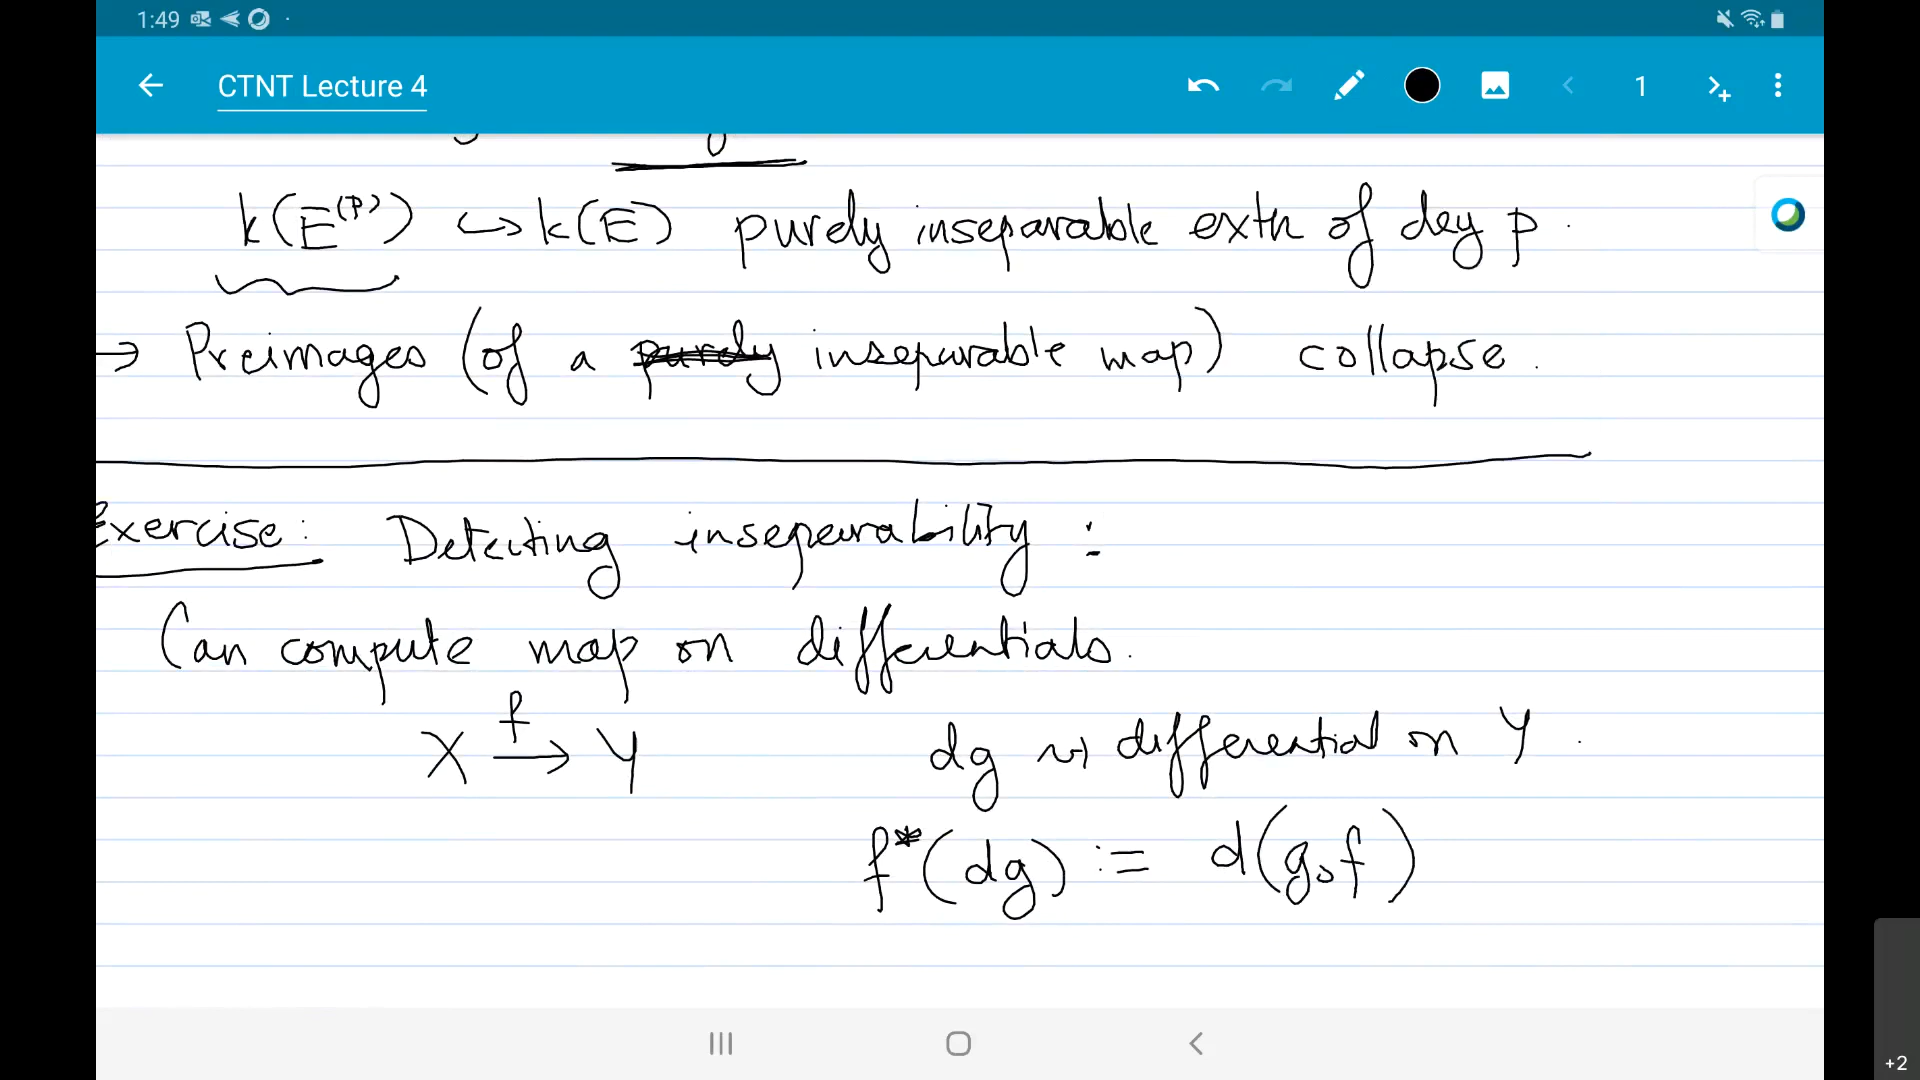 1:49
CTNT Lecture 4
1
k(E^(p)) ↪ k(E) purely inseparable extn of deg p.
→ Preimages (of a inseparable map) collapse.
Exercise: Detecting inseparability:
Can compute map on differentials.
X →^f Y dg ⇝ differential on Y.
f*(dg) := d(g∘f)
+2